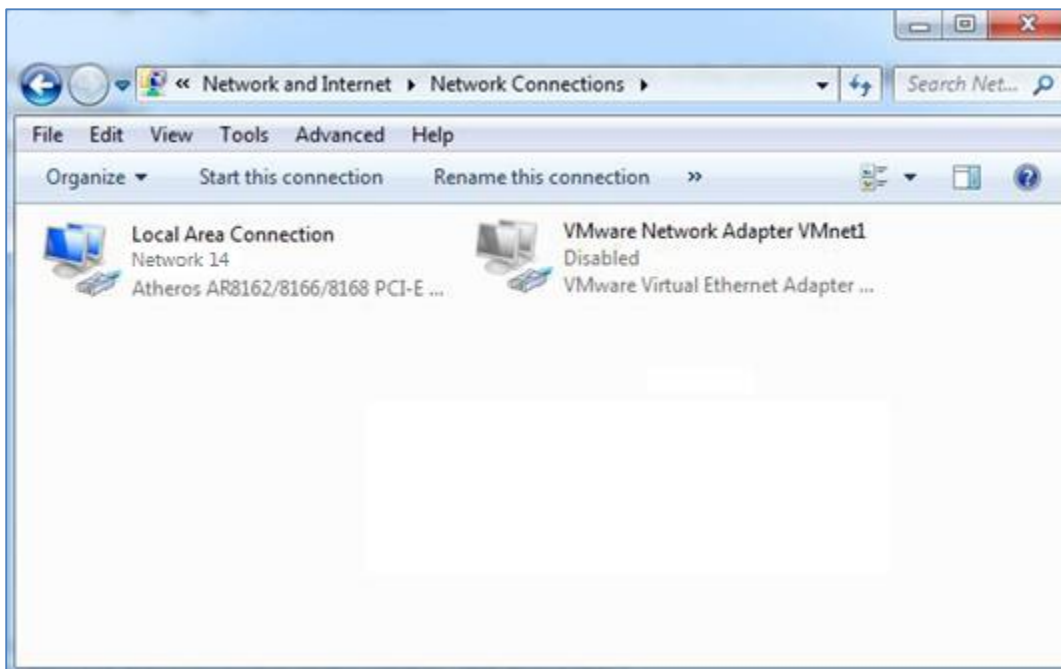 « Network and Internet ▸ Network Connections ▸ Search Net...
File Edit View Tools Advanced Help
Organize Start this connection Rename this connection »
Local Area Connection
Network 14
Atheros AR8162/8166/8168 PCI-E ...
VMware Network Adapter VMnet1
Disabled
VMware Virtual Ethernet Adapter ...